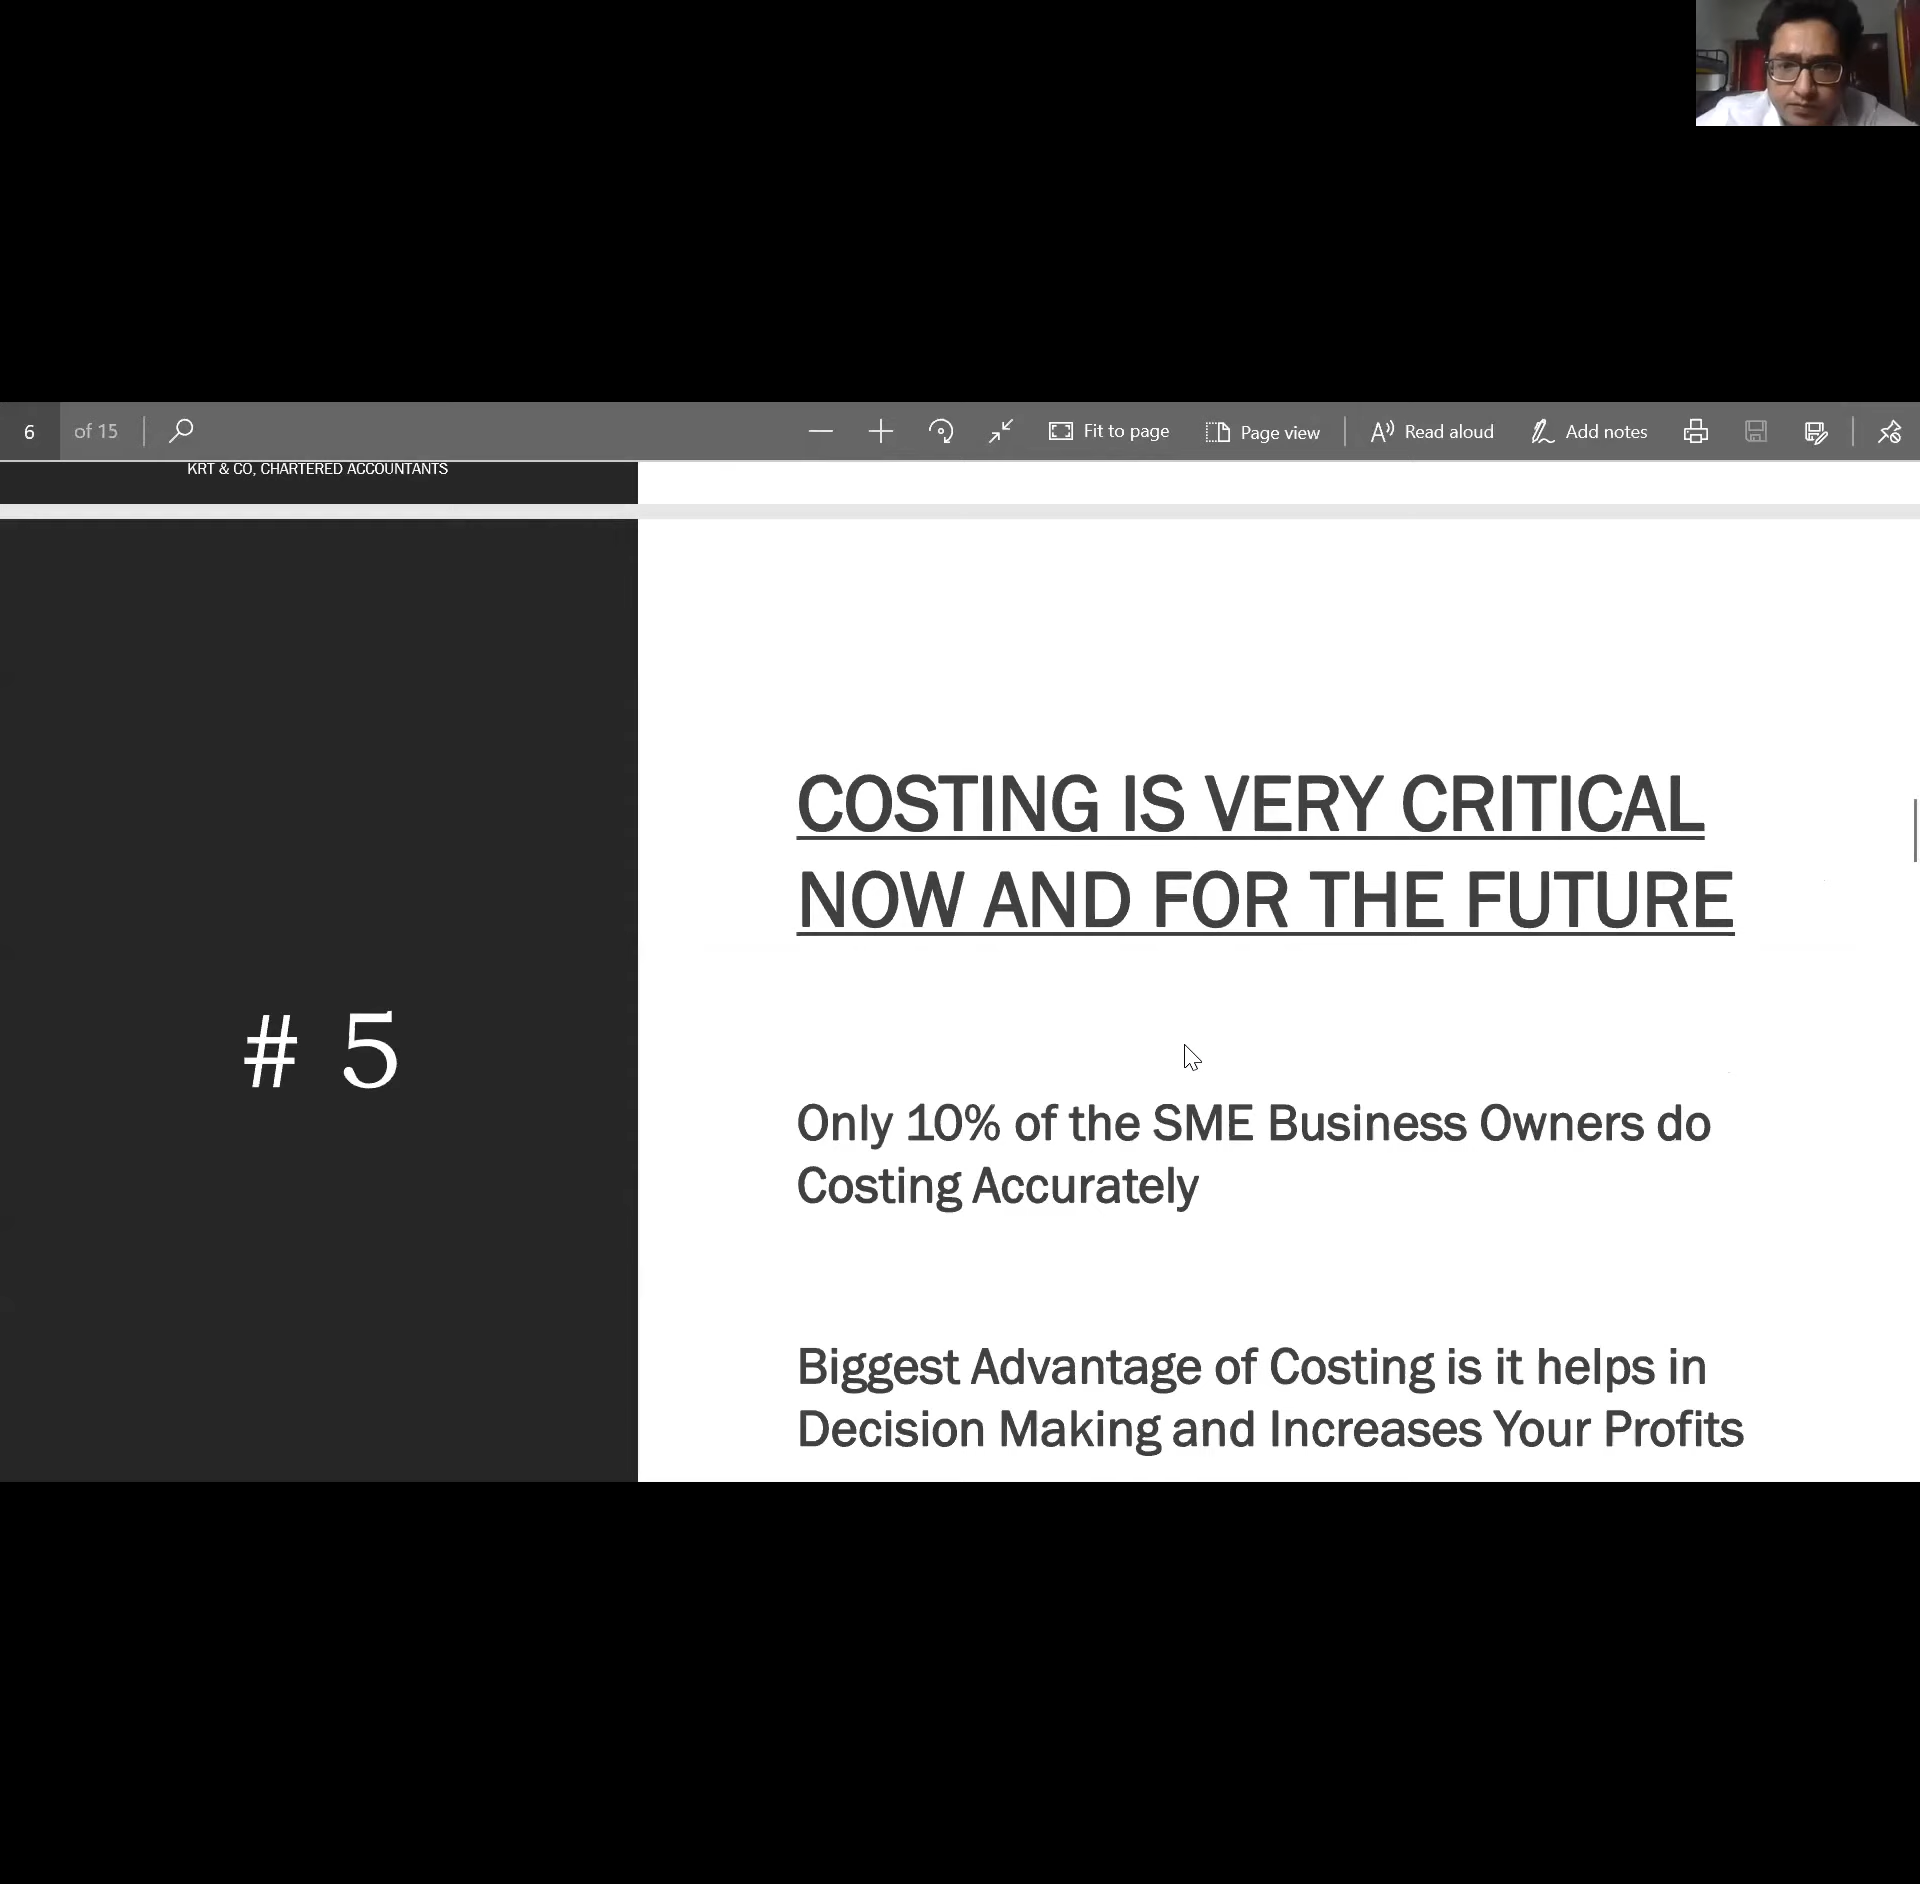 6 of 15 Fit to page Page view Read aloud Add notes
KRT & CO, CHARTERED ACCOUNTANTS
# 5
COSTING IS VERY CRITICAL
NOW AND FOR THE FUTURE
Only 10% of the SME Business Owners do
Costing Accurately
Biggest Advantage of Costing is it helps in
Decision Making and Increases Your Profits